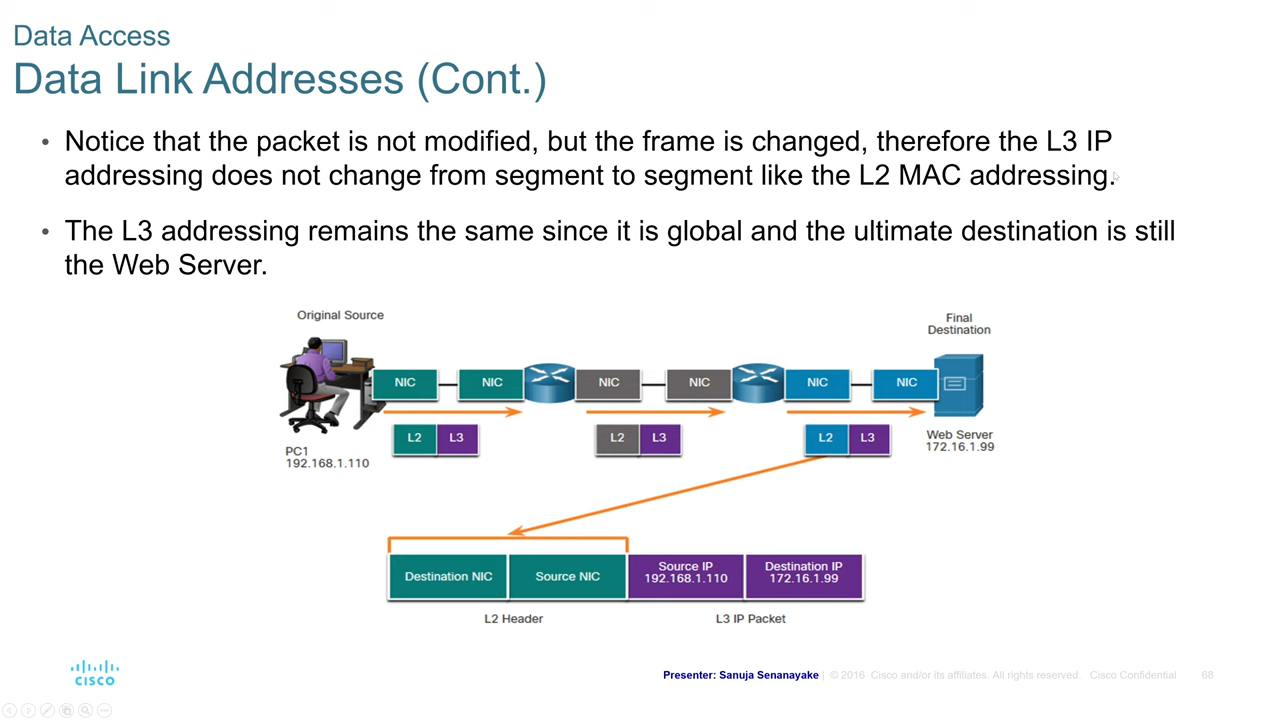 Data Access
Data Link Addresses (Cont.)
• Notice that the packet is not modified, but the frame is changed, therefore the L3 IP
addressing does not change from segment to segment like the L2 MAC addressing.
• The L3 addressing remains the same since it is global and the ultimate destination is still
the Web Server.
Original Source
Final
Destination
NIC NIC NIC NIC NIC NIC
L2 L3 L2 L3 L2 L3
PC1
192.168.1.110
Web Server
172.16.1.99
Destination NIC
Source NIC
Source IP
192.168.1.110
Destination IP
172.16.1.99
L2 Header
L3 IP Packet
CISCO
Presenter: Sanuja Senanayake | © 2016 Cisco and/or its affiliates. All rights reserved. Cisco Confidential 68